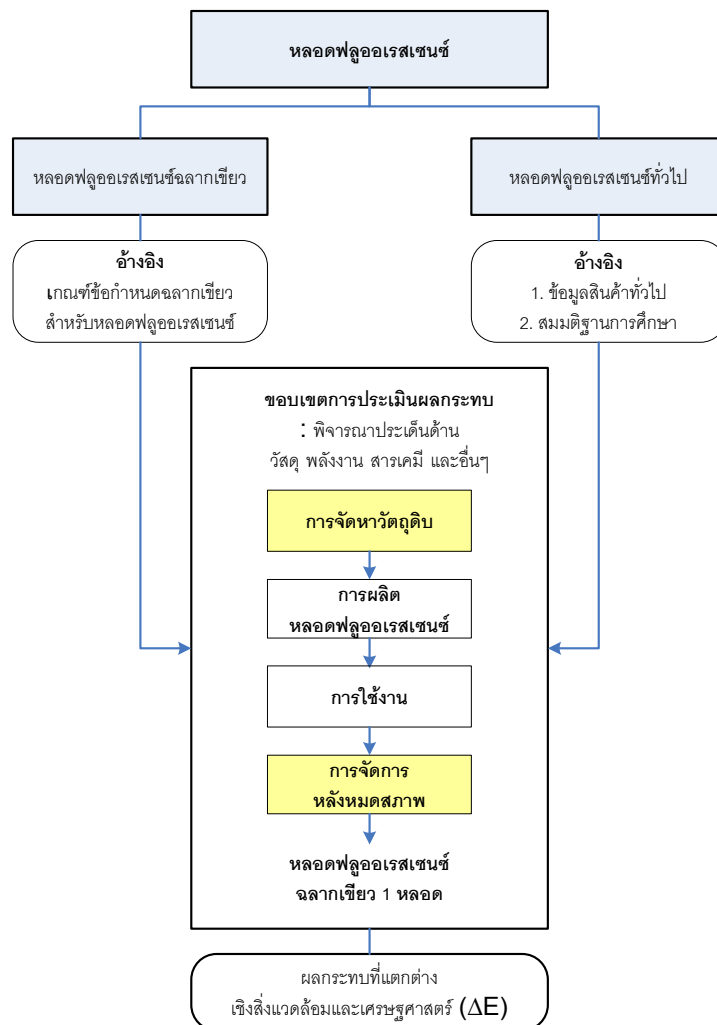 หลอดฟลูออเรสเซนซ์
หลอดฟลูออเรสเซนซ์ฉลากเขียว
หลอดฟลูออเรสเซนซ์ทั่วไป
อ้างอิง
เกณฑ์ข้อกำหนดฉลากเขียว
สำหรับหลอดฟลูออเรสเซนซ์
อ้างอิง
1. ข้อมูลสินค้าทั่วไป
2. สมมติฐานการศึกษา
ขอบเขตการประเมินผลกระทบ
: พิจารณาประเด็นด้าน
วัสดุ พลังงาน สารเคมี และอื่นๆ
การจัดหาวัตถุดิบ
การผลิต
หลอดฟลูออเรสเซนซ์
การใช้งาน
การจัดการ
หลังหมดสภาพ
หลอดฟลูออเรสเซนซ์
ฉลากเขียว 1 หลอด
ผลกระทบที่แตกต่าง
เชิงสิ่งแวดล้อมและเศรษฐศาสตร์ (ΔE)